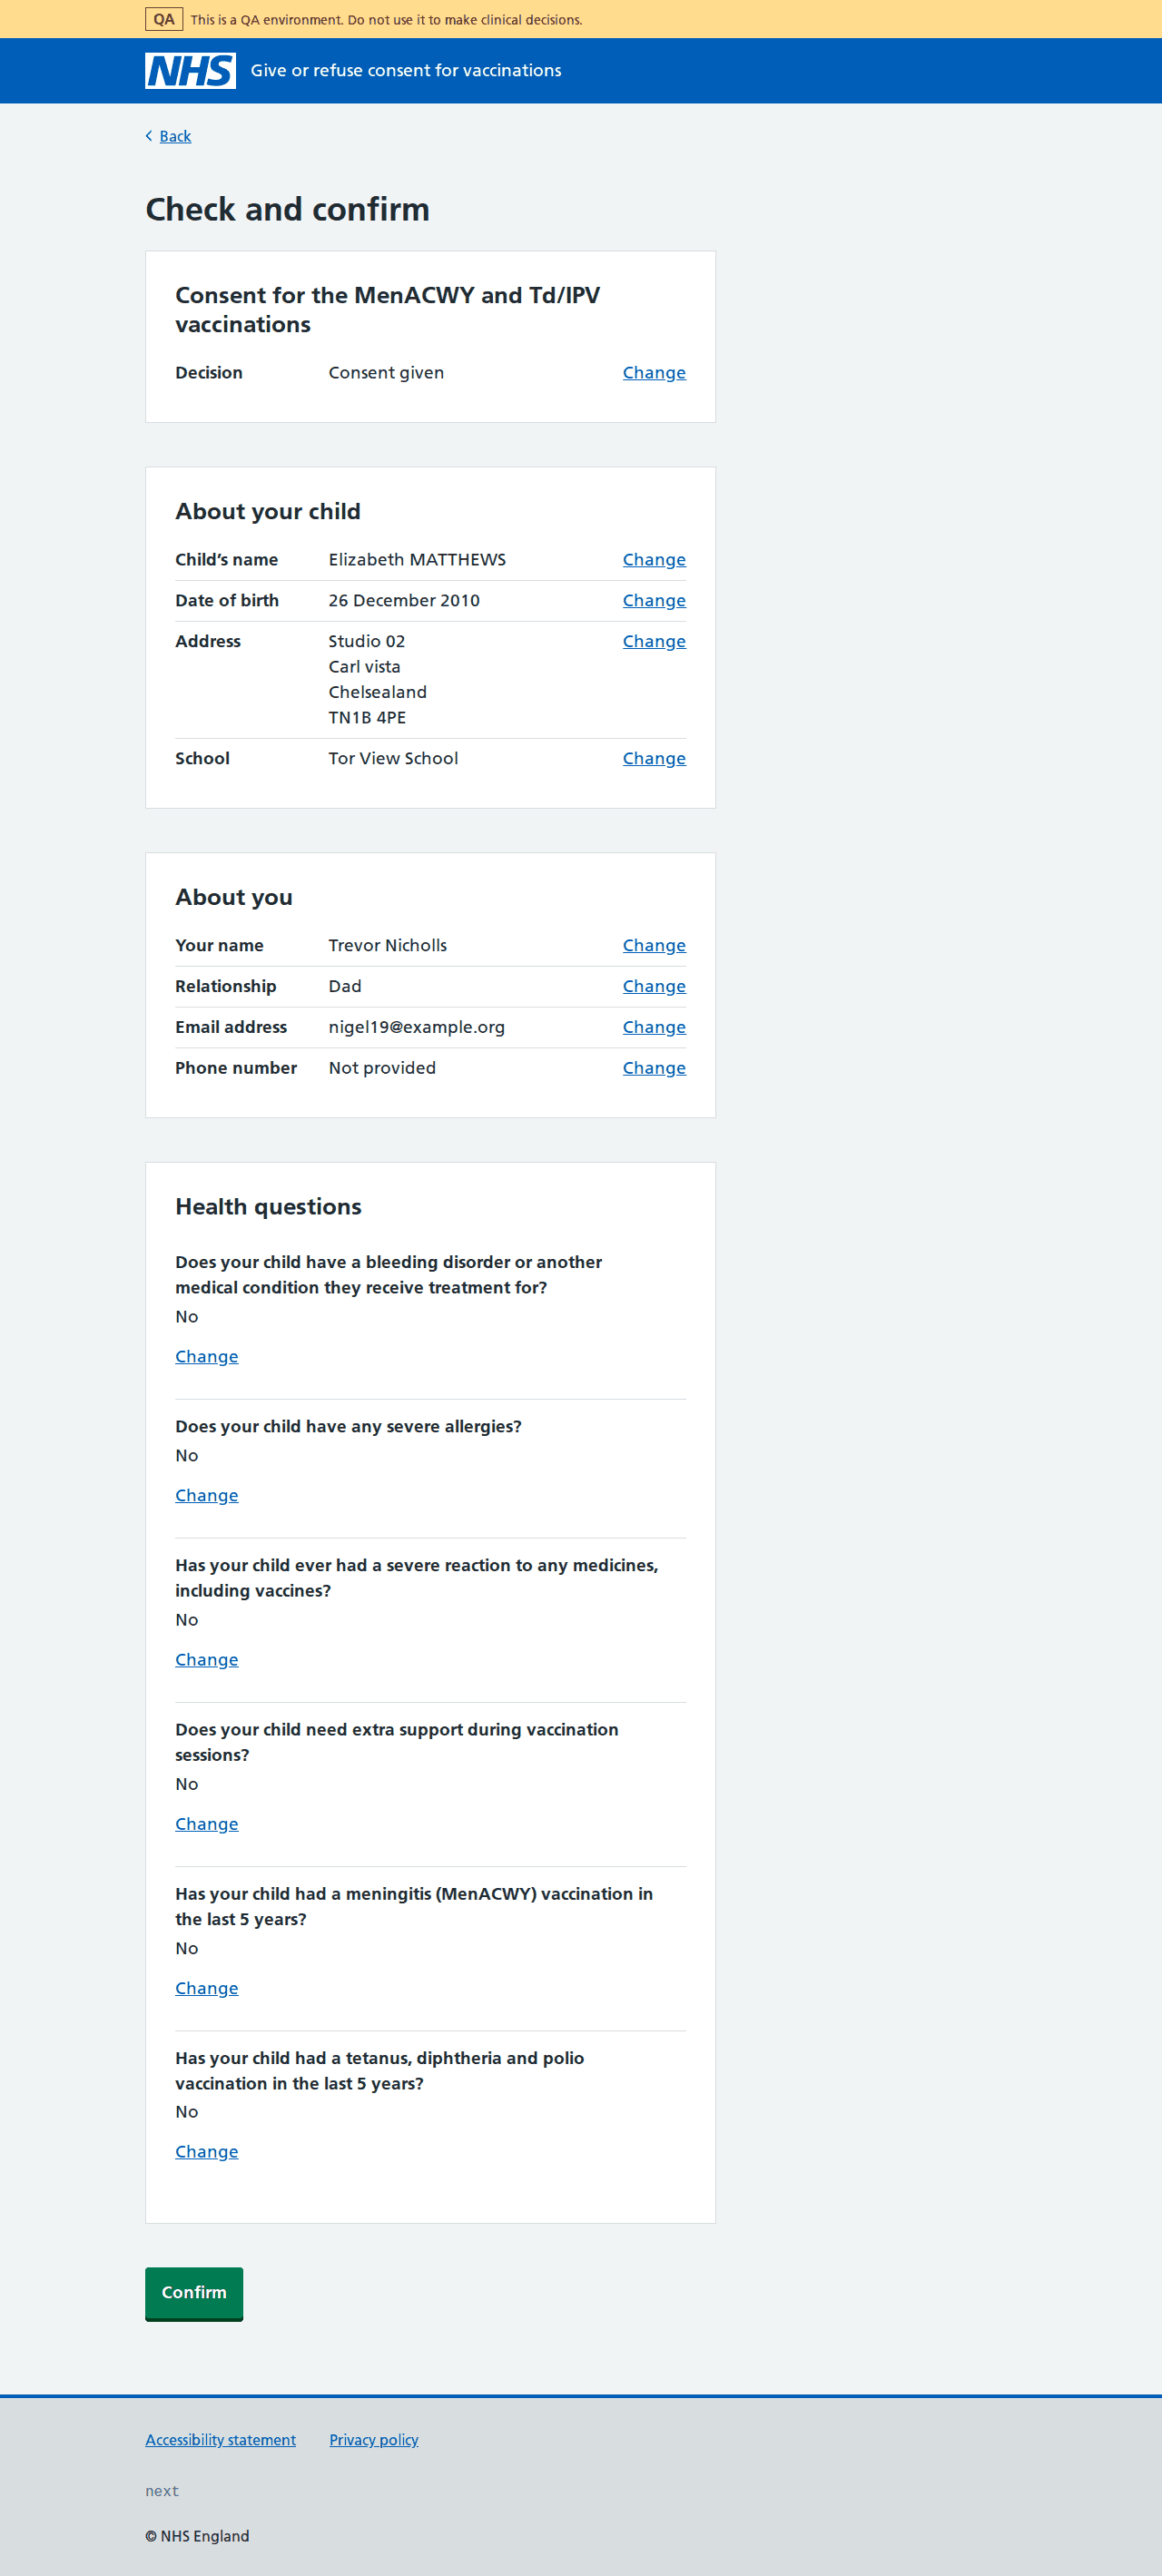 QA This is a QA environment. Do not use it to make clinical decisions.
NHS Give or refuse consent for vaccinations
Back
Check and confirm
Consent for the MenACWY and Td/IPV
vaccinations
Decision Consent given Change
About your child
Child’s name Elizabeth MATTHEWS Change
Date of birth 26 December 2010 Change
Address Studio 02 Change
Carl vista
Chelsealand
TN1B 4PE
School Tor View School Change
About you
Your name Trevor Nicholls Change
Relationship Dad Change
Email address nigel19@example.org Change
Phone number Not provided Change
Health questions
Does your child have a bleeding disorder or another
medical condition they receive treatment for?
No
Change
Does your child have any severe allergies?
No
Change
Has your child ever had a severe reaction to any medicines,
including vaccines?
No
Change
Does your child need extra support during vaccination
sessions?
No
Change
Has your child had a meningitis (MenACWY) vaccination in
the last 5 years?
No
Change
Has your child had a tetanus, diphtheria and polio
vaccination in the last 5 years?
No
Change
Confirm
Accessibility statement Privacy policy
next
© NHS England